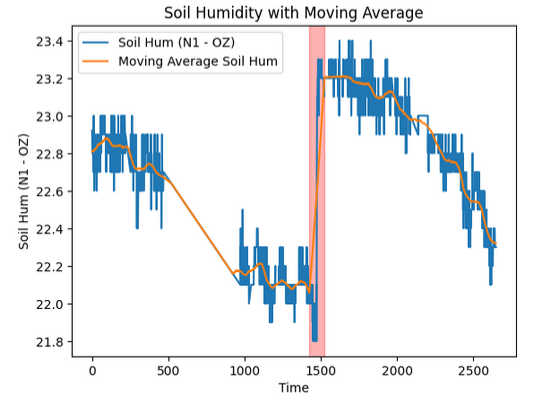 Soil Humidity with Moving Average
Soil Hum (N1 - OZ)
Moving Average Soil Hum
Soil Hum (N1 - OZ)
23.4
23.2
23.0
22.8
22.6
22.4
22.2
22.0
21.8
0 500 1000 1500 2000 2500
Time